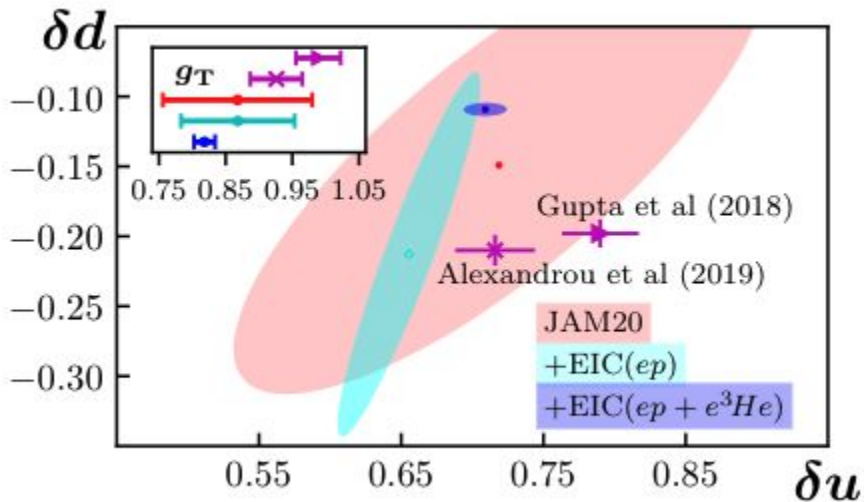 δd
g_T
−0.10
−0.15
−0.20
−0.25
−0.30
0.75 0.85 0.95 1.05
Gupta et al (2018)
Alexandrou et al (2019)
JAM20
+EIC(ep)
+EIC(ep + e³He)
0.55 0.65 0.75 0.85
δu